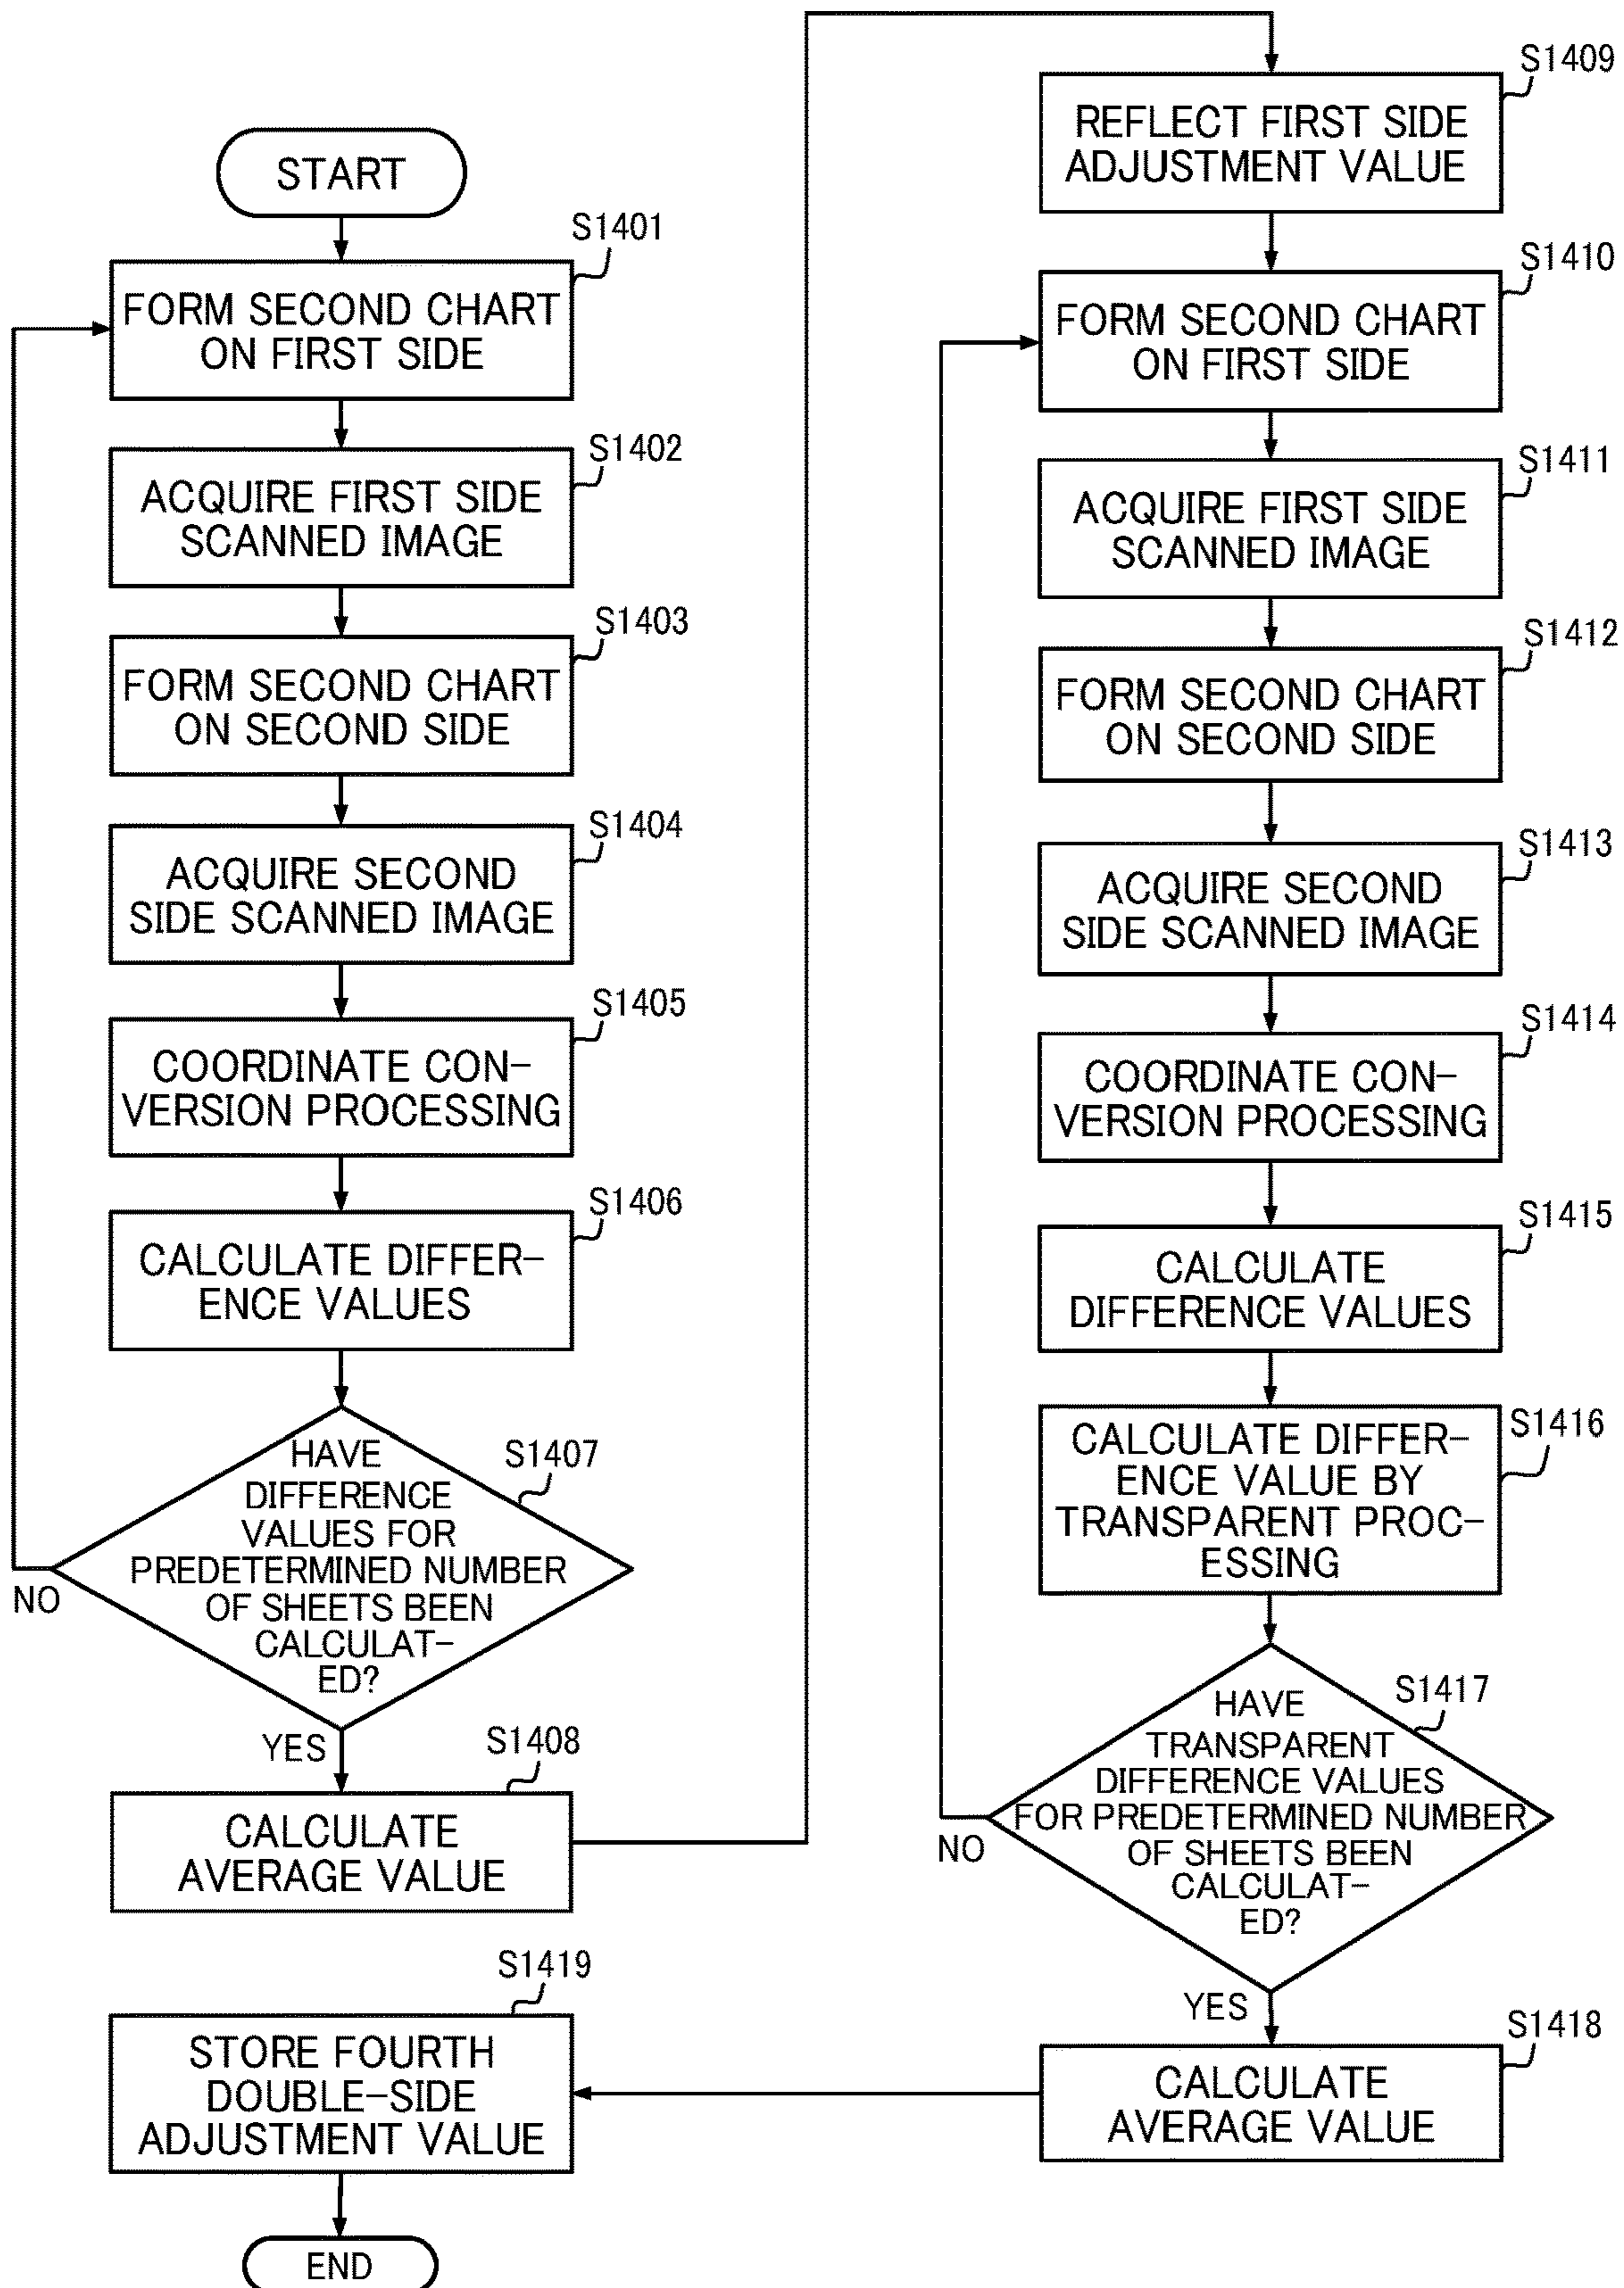 START
S1401
FORM SECOND CHART
ON FIRST SIDE
S1402
ACQUIRE FIRST SIDE
SCANNED IMAGE
S1403
FORM SECOND CHART
ON SECOND SIDE
S1404
ACQUIRE SECOND
SIDE SCANNED IMAGE
S1405
COORDINATE CON-
VERSION PROCESSING
S1406
CALCULATE DIFFER-
ENCE VALUES
S1407
HAVE
DIFFERENCE
VALUES FOR
PREDETERMINED NUMBER
OF SHEETS BEEN
CALCULAT-
ED?
NO
YES
S1408
CALCULATE
AVERAGE VALUE
S1409
REFLECT FIRST SIDE
ADJUSTMENT VALUE
S1410
FORM SECOND CHART
ON FIRST SIDE
S1411
ACQUIRE FIRST SIDE
SCANNED IMAGE
S1412
FORM SECOND CHART
ON SECOND SIDE
S1413
ACQUIRE SECOND
SIDE SCANNED IMAGE
S1414
COORDINATE CON-
VERSION PROCESSING
S1415
CALCULATE
DIFFERENCE VALUES
S1416
CALCULATE DIFFER-
ENCE VALUE BY
TRANSPARENT PROC-
ESSING
S1417
HAVE
TRANSPARENT
DIFFERENCE VALUES
FOR PREDETERMINED NUMBER
OF SHEETS BEEN
CALCULAT-
ED?
NO
YES
S1418
CALCULATE
AVERAGE VALUE
S1419
STORE FOURTH
DOUBLE-SIDE
ADJUSTMENT VALUE
END